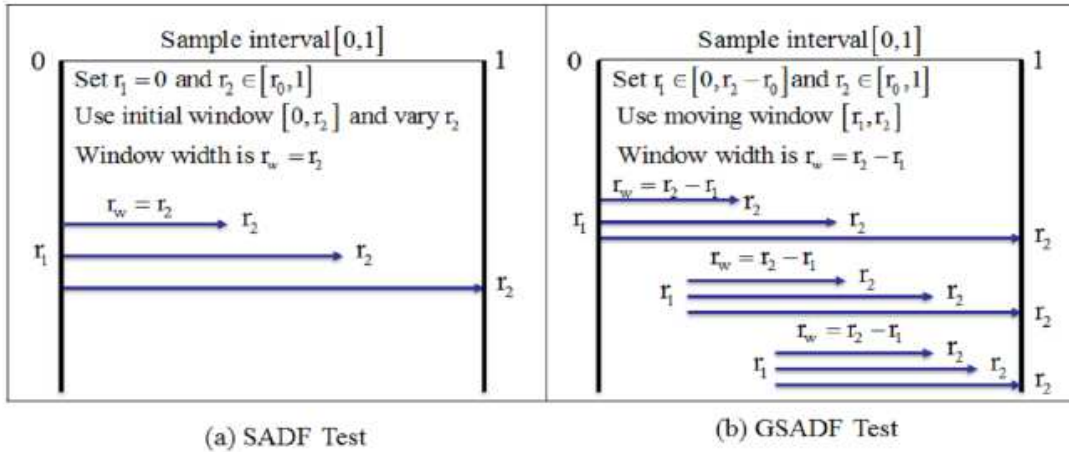 Sample interval[0,1]
0
1
Set r₁ = 0 and r₂ ∈ [r₀,1]
Use initial window [0,r₂] and vary r₂
Window width is r_w = r₂
r_w = r₂
r₂
r₁
r₂
r₂
(a) SADF Test
Sample interval[0,1]
0
1
Set r₁ ∈ [0,r₂ − r₀] and r₂ ∈ [r₀,1]
Use moving window [r₁,r₂]
Window width is r_w = r₂ − r₁
r_w = r₂ − r₁
r₂
r₁
r₂
r₂
r_w = r₂ − r₁
r₂
r₁
r₂
r₂
r_w = r₂ − r₁
r₂
r₁
r₂
r₂
(b) GSADF Test